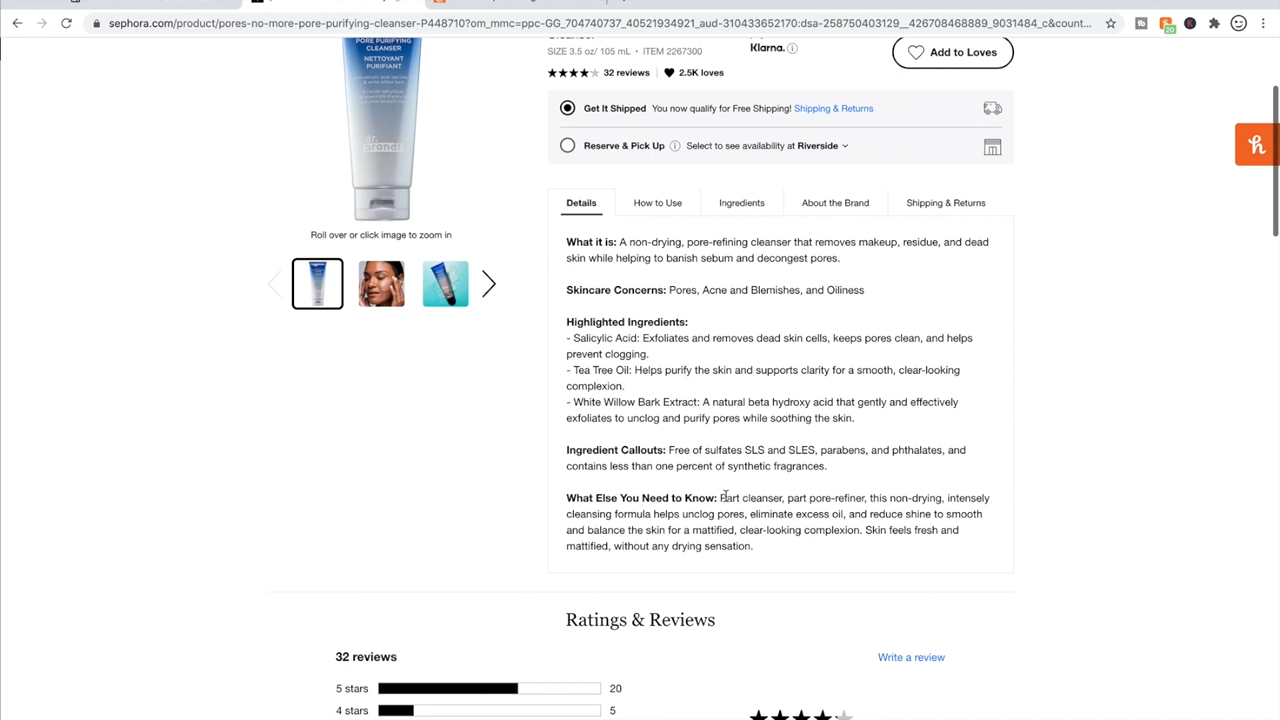 sephora.com/product/pores-no-more-pore-purifying-cleanser-P448710?om_mmc=ppc-GG_704740737_40521934921_aud-310433652170:dsa-258750403129__426708468889_9031484_c&count...
20
PORE PURIFYING
CLEANSER
NETTOYANT
PURIFIANT
dr.
brandt
SIZE 3.5 oz/ 105 mL • ITEM 2267300
Klarna.
32 reviews
2.5K loves
Add to Loves
Get It Shipped You now qualify for Free Shipping! Shipping & Returns
Reserve & Pick Up Select to see availability at Riverside
h
Details
How to Use
Ingredients
About the Brand
Shipping & Returns
Roll over or click image to zoom in
What it is: A non-drying, pore-refining cleanser that removes makeup, residue, and dead
skin while helping to banish sebum and decongest pores.
Skincare Concerns: Pores, Acne and Blemishes, and Oiliness
Highlighted Ingredients:
- Salicylic Acid: Exfoliates and removes dead skin cells, keeps pores clean, and helps
prevent clogging.
- Tea Tree Oil: Helps purify the skin and supports clarity for a smooth, clear-looking
complexion.
- White Willow Bark Extract: A natural beta hydroxy acid that gently and effectively
exfoliates to unclog and purify pores while soothing the skin.
Ingredient Callouts: Free of sulfates SLS and SLES, parabens, and phthalates, and
contains less than one percent of synthetic fragrances.
What Else You Need to Know: Part cleanser, part pore-refiner, this non-drying, intensely
cleansing formula helps unclog pores, eliminate excess oil, and reduce shine to smooth
and balance the skin for a mattified, clear-looking complexion. Skin feels fresh and
mattified, without any drying sensation.
Ratings & Reviews
32 reviews
Write a review
5 stars 20
4 stars 5